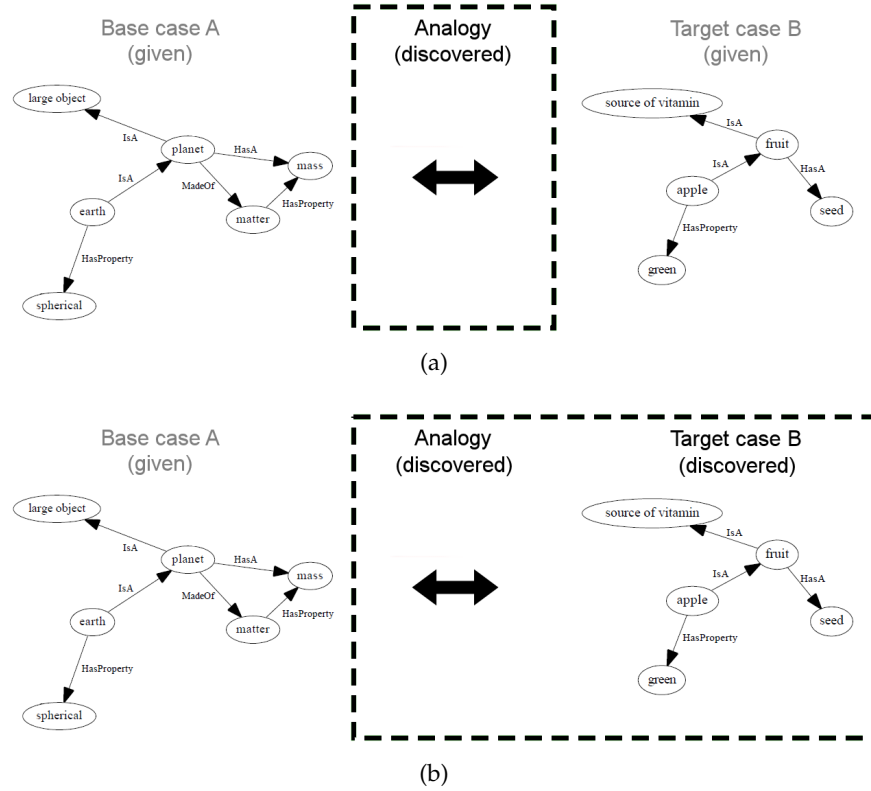 Base case A
(given)
Analogy
(discovered)
Target case B
(given)
large object
IsA
planet
HasA
mass
IsA
MadeOf
HasProperty
earth
matter
HasProperty
spherical
source of vitamin
IsA
fruit
IsA
HasA
apple
seed
HasProperty
green
(a)
Base case A
(given)
Analogy
(discovered)
Target case B
(discovered)
large object
IsA
planet
HasA
mass
IsA
MadeOf
HasProperty
earth
matter
HasProperty
spherical
source of vitamin
IsA
fruit
IsA
HasA
apple
seed
HasProperty
green
(b)